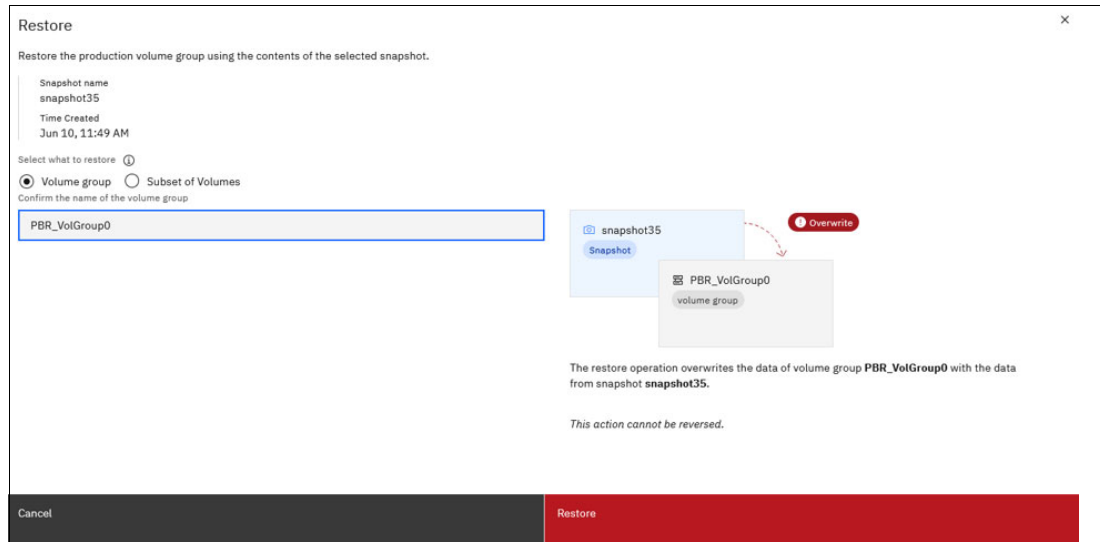 Restore
Restore the production volume group using the contents of the selected snapshot.
Snapshot name
snapshot35
Time Created
Jun 10, 11:49 AM
Select what to restore
Volume group Subset of Volumes
Confirm the name of the volume group
PBR_VolGroup0
snapshot35
Snapshot
Overwrite
PBR_VolGroup0
volume group
The restore operation overwrites the data of volume group PBR_VolGroup0 with the data
from snapshot snapshot35.
This action cannot be reversed.
Cancel
Restore